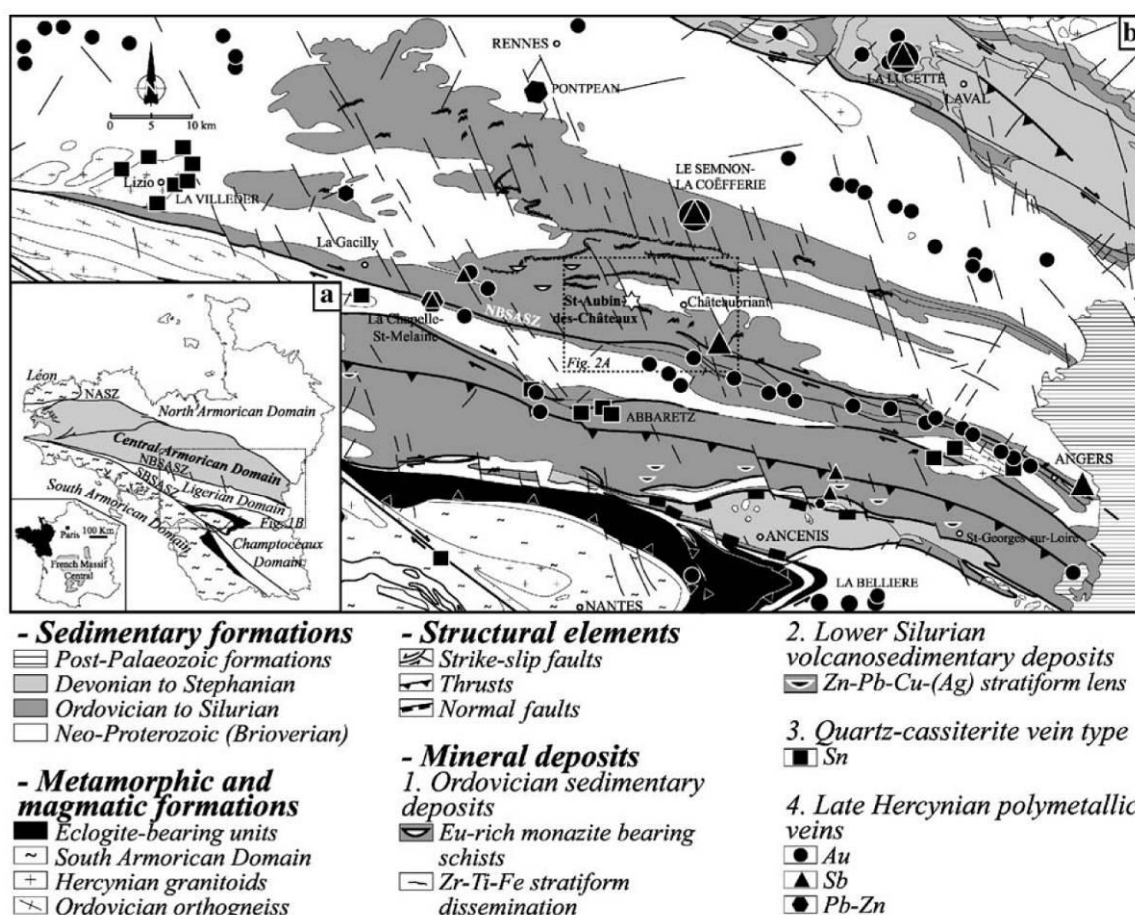 b
RENNES
PONTPEAN
LA LUCETTE
LAVAL
0 5 10 km
LE SEMNON-
LA COËFFERIE
Lizio
LA VILLEDER
La Gacilly
St-Aubin
des-Châteaux
Châteaubriant
NBSASZ
La Chapelle-
St-Melaine
Fig. 2A
ABBARETZ
ANGERS
ANCENIS
St-Georges-sur-Loire
LA BELLIERE
NANTES
a
Léon
NASZ
North Armorican Domain
Central Armorican Domain
NBSASZ
SBSASZ
Ligerian Domain
South Armorican Domain
Fig. 1B
Champtoceaux
Domain
Paris
100 Km
French Massif
Central
- Sedimentary formations
Post-Palaeozoic formations
Devonian to Stephanian
Ordovician to Silurian
Neo-Proterozoic (Brioverian)
- Metamorphic and
magmatic formations
Eclogite-bearing units
South Armorican Domain
Hercynian granitoids
Ordovician orthogneiss
- Structural elements
Strike-slip faults
Thrusts
Normal faults
- Mineral deposits
1. Ordovician sedimentary
deposits
Eu-rich monazite bearing
schists
Zr-Ti-Fe stratiform
dissemination
2. Lower Silurian
volcanosedimentary deposits
Zn-Pb-Cu-(Ag) stratiform lens
3. Quartz-cassiterite vein type
Sn
4. Late Hercynian polymetallic
veins
Au
Sb
Pb-Zn